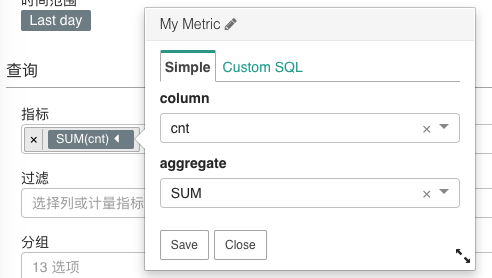 时间范围
Last day
查询
指标
× SUM(cnt)
过滤
选择列或计量指标
分组
13 选项
My Metric
Simple
Custom SQL
column
cnt ×
aggregate
SUM ×
Save
Close